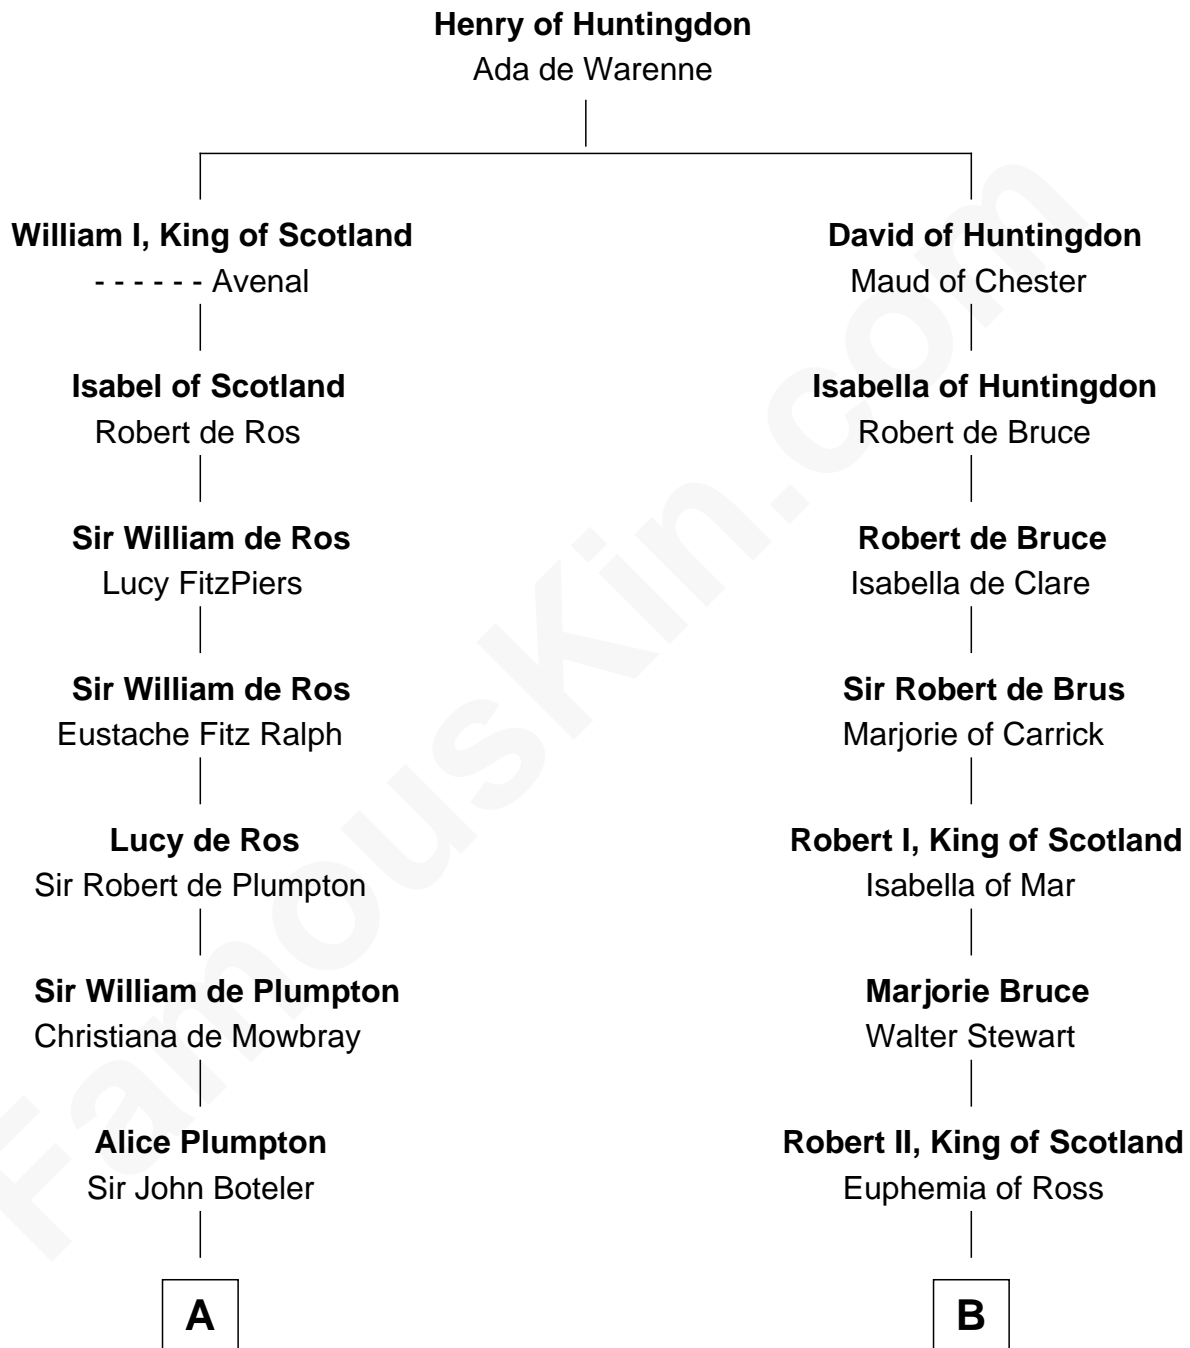 Henry of Huntingdon
Ada de Warenne
William I, King of Scotland
- - - - - - Avenal
David of Huntingdon
Maud of Chester
Isabel of Scotland
Robert de Ros
Isabella of Huntingdon
Robert de Bruce
Sir William de Ros
Lucy FitzPiers
Robert de Bruce
Isabella de Clare
Sir William de Ros
Eustache Fitz Ralph
Sir Robert de Brus
Marjorie of Carrick
Lucy de Ros
Sir Robert de Plumpton
Robert I, King of Scotland
Isabella of Mar
Sir William de Plumpton
Christiana de Mowbray
Marjorie Bruce
Walter Stewart
Alice Plumpton
Sir John Boteler
Robert II, King of Scotland
Euphemia of Ross
A
B
FamousKin.com